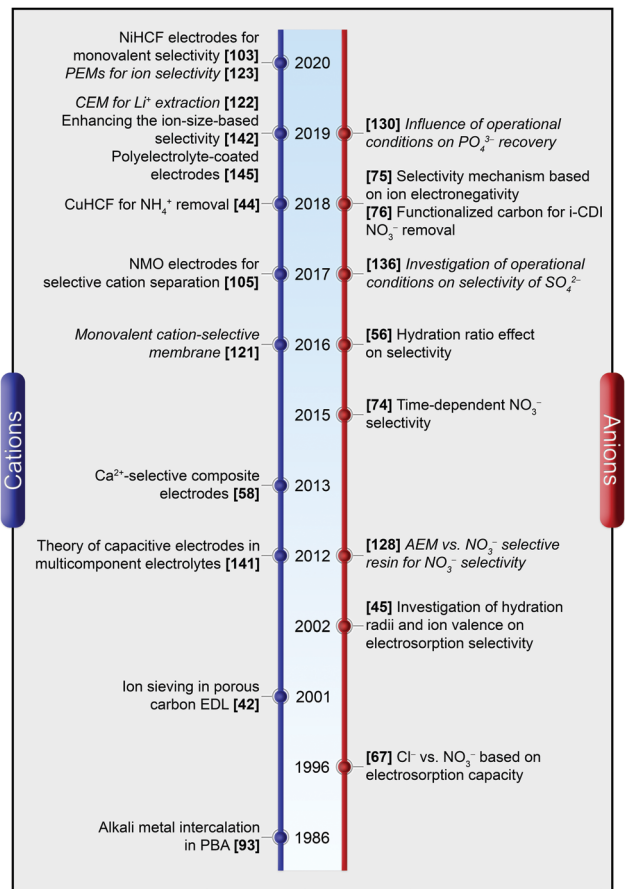 NiHCF electrodes for
monovalent selectivity [103]
PEMs for ion selectivity [123]
2020
CEM for Li⁺ extraction [122]
Enhancing the ion-size-based
selectivity [142]
Polyelectrolyte-coated
electrodes [145]
2019
[130] Influence of operational
conditions on PO₄³⁻ recovery
CuHCF for NH₄⁺ removal [44]
2018
[75] Selectivity mechanism based
on ion electronegativity
[76] Functionalized carbon for i-CDI
NO₃⁻ removal
NMO electrodes for
selective cation separation [105]
2017
[136] Investigation of operational
conditions on selectivity of SO₄²⁻
Monovalent cation-selective
membrane [121]
2016
[56] Hydration ratio effect
on selectivity
Cations
2015
[74] Time-dependent NO₃⁻
selectivity
Anions
Ca²⁺-selective composite
electrodes [58]
2013
Theory of capacitive electrodes in
multicomponent electrolytes [141]
2012
[128] AEM vs. NO₃⁻ selective
resin for NO₃⁻ selectivity
2002
[45] Investigation of hydration
radii and ion valence on
electrosorption selectivity
Ion sieving in porous
carbon EDL [42]
2001
1996
[67] Cl⁻ vs. NO₃⁻ based on
electrosorption capacity
Alkali metal intercalation
in PBA [93]
1986